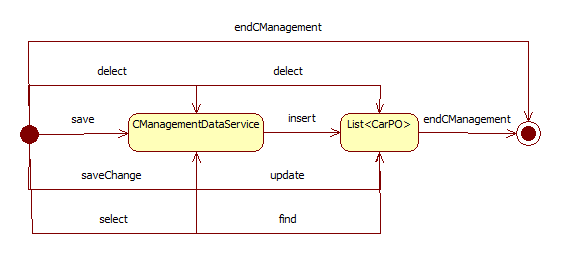 endCManagement
delect
delect
save
CManagementDataService
insert
List<CarPO>
endCManagement
saveChange
update
select
find